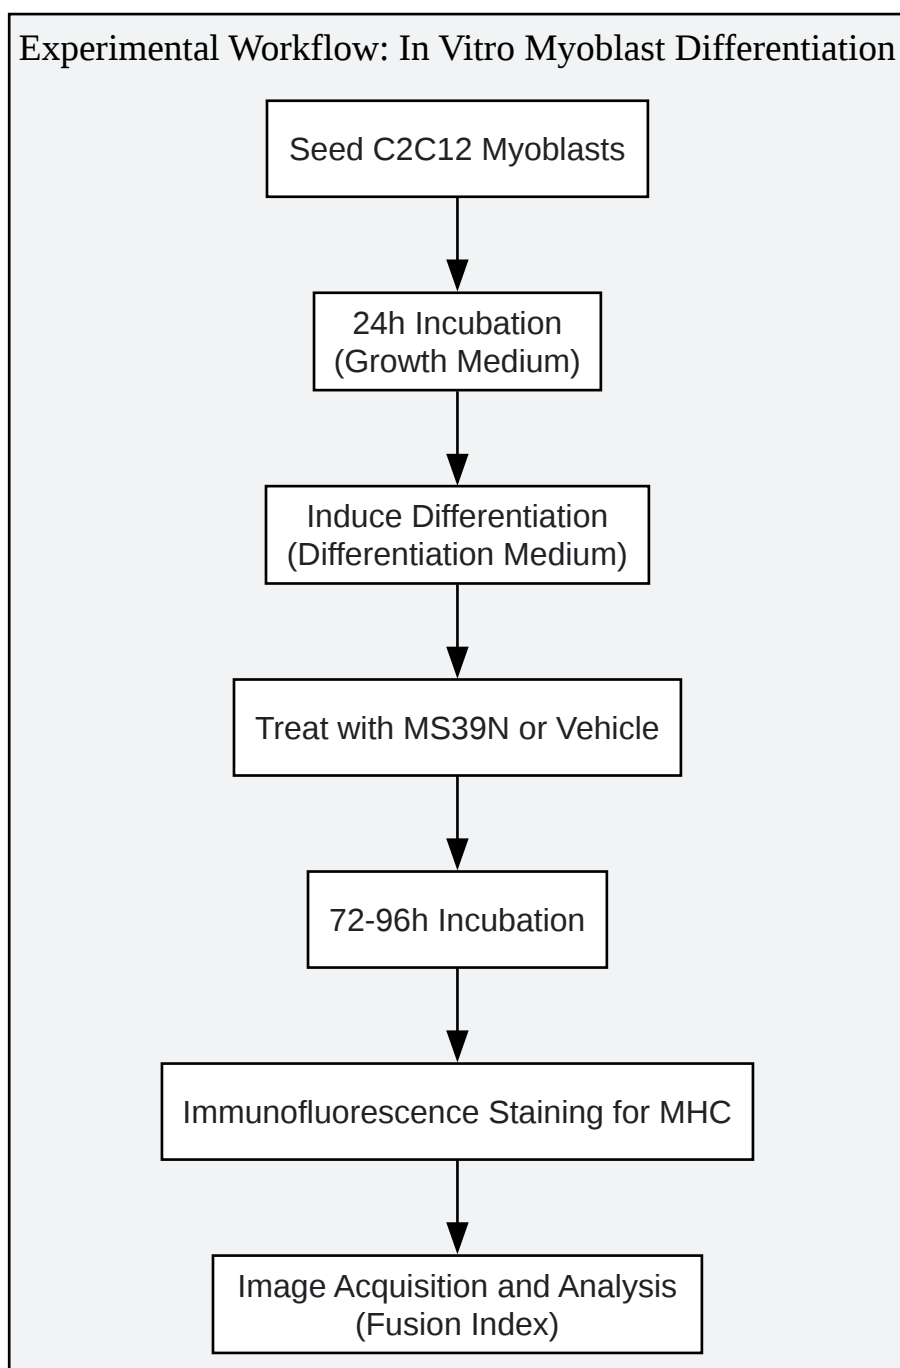 Experimental Workflow: In Vitro Myoblast Differentiation
Seed C2C12 Myoblasts
24h Incubation
(Growth Medium)
Induce Differentiation
(Differentiation Medium)
Treat with MS39N or Vehicle
72-96h Incubation
Immunofluorescence Staining for MHC
Image Acquisition and Analysis
(Fusion Index)